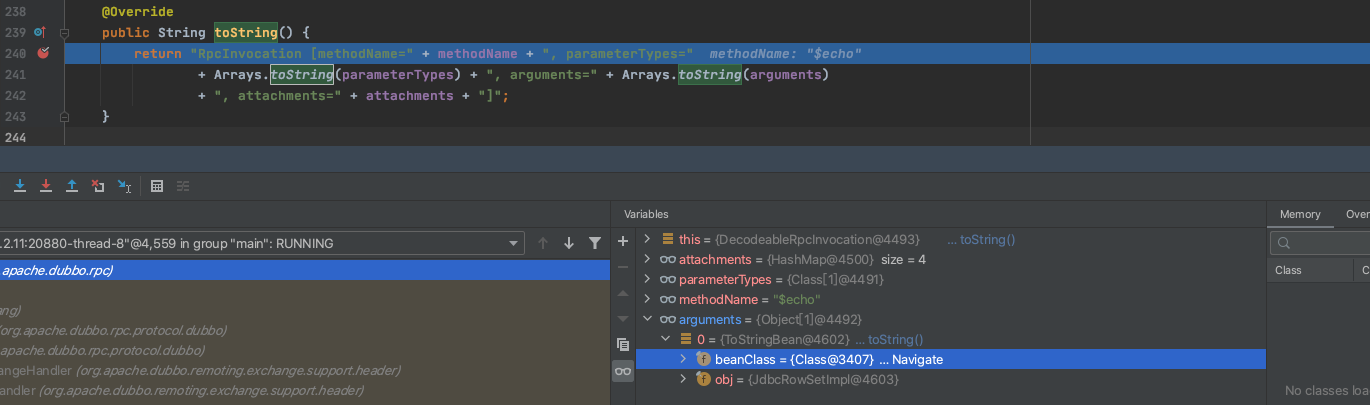 238 @Override
239 public String toString() {
240 return "RpcInvocation [methodName=" + methodName + ", parameterTypes=" methodName: "$echo"
241 + Arrays.toString(parameterTypes) + ", arguments=" + Arrays.toString(arguments)
242 + ", attachments=" + attachments + "]";
243 }
244
Variables
Memory
Over
.2.11:20880-thread-8"@4,559 in group "main": RUNNING
this = {DecodeableRpcInvocation@4493} ... toString()
apache.dubbo.rpc)
attachments = {HashMap@4500} size = 4
Class
C
parameterTypes = {Class[1]@4491}
methodName = "$echo"
ang)
arguments = {Object[1]@4492}
(org.apache.dubbo.rpc.protocol.dubbo)
0 = {ToStringBean@4602} ... toString()
.apache.dubbo.rpc.protocol.dubbo)
beanClass = {Class@3407} ... Navigate
angeHandler (org.apache.dubbo.remoting.exchange.support.header)
f
obj = {JdbcRowSetImpl@4603}
f
andler (org.apache.dubbo.remoting.exchange.support.header)
No classes loa